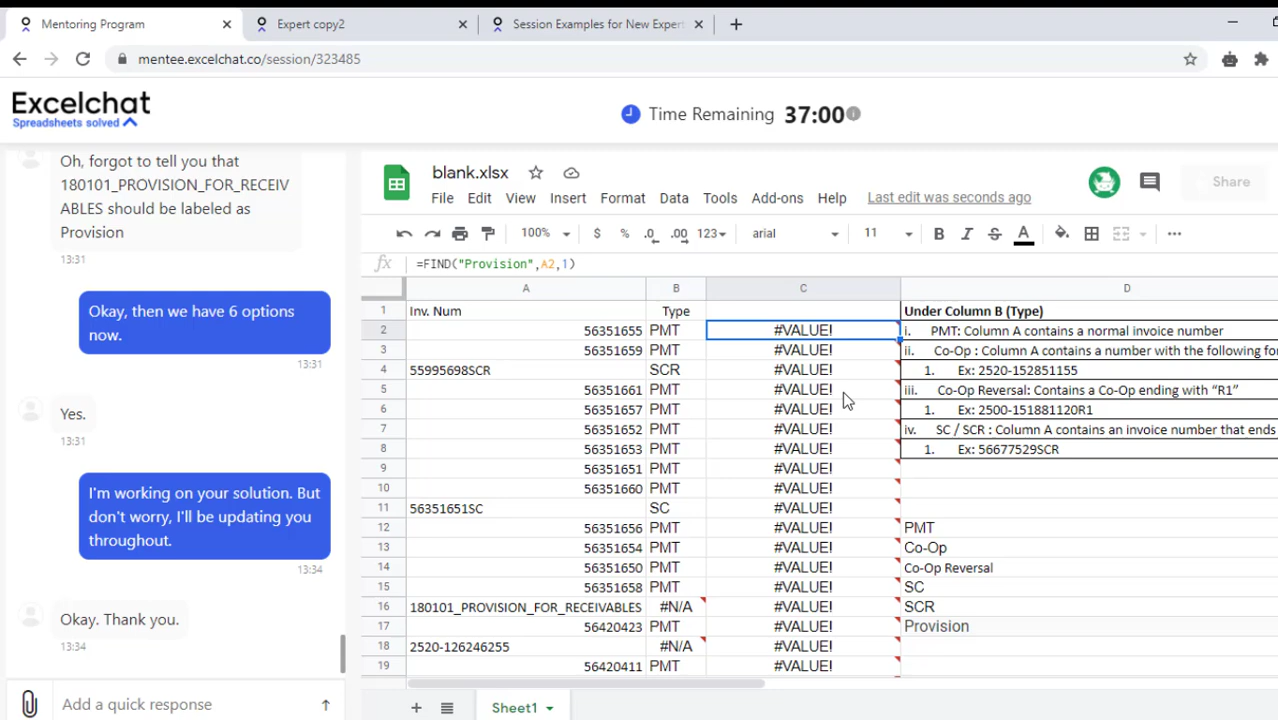 Mentoring Program
Expert copy2
Session Examples for New Expert
mentee.excelchat.co/session/323485
Excelchat
Spreadsheets solved
Time Remaining 37:00
Oh, forgot to tell you that
180101_PROVISION_FOR_RECEIV
ABLES should be labeled as
Provision
13:31
Okay, then we have 6 options
now.
13:31
Yes.
13:31
I'm working on your solution. But
don't worry, I'll be updating you
throughout.
13:34
Okay. Thank you.
13:34
Add a quick response
blank.xlsx
Share
File Edit View Insert Format Data Tools Add-ons Help Last edit was seconds ago
100% $ % .0 .00 123 arial 11 B I S A
fx =FIND("Provision",A2,1)
A B C D
1 Inv. Num Type Under Column B (Type)
2 56351655 PMT #VALUE! i. PMT: Column A contains a normal invoice number
3 56351659 PMT #VALUE! ii. Co-Op : Column A contains a number with the following fo
4 55995698SCR SCR #VALUE! 1. Ex: 2520-152851155
5 56351661 PMT #VALUE! iii. Co-Op Reversal: Contains a Co-Op ending with “R1”
6 56351657 PMT #VALUE! 1. Ex: 2500-151881120R1
7 56351652 PMT #VALUE! iv. SC / SCR : Column A contains an invoice number that ends
8 56351653 PMT #VALUE! 1. Ex: 56677529SCR
9 56351651 PMT #VALUE!
10 56351660 PMT #VALUE!
11 56351651SC SC #VALUE!
12 56351656 PMT #VALUE! PMT
13 56351654 PMT #VALUE! Co-Op
14 56351650 PMT #VALUE! Co-Op Reversal
15 56351658 PMT #VALUE! SC
16 180101_PROVISION_FOR_RECEIVABLES #N/A #VALUE! SCR
17 56420423 PMT #VALUE! Provision
18 2520-126246255 #N/A #VALUE!
19 56420411 PMT #VALUE!
Sheet1